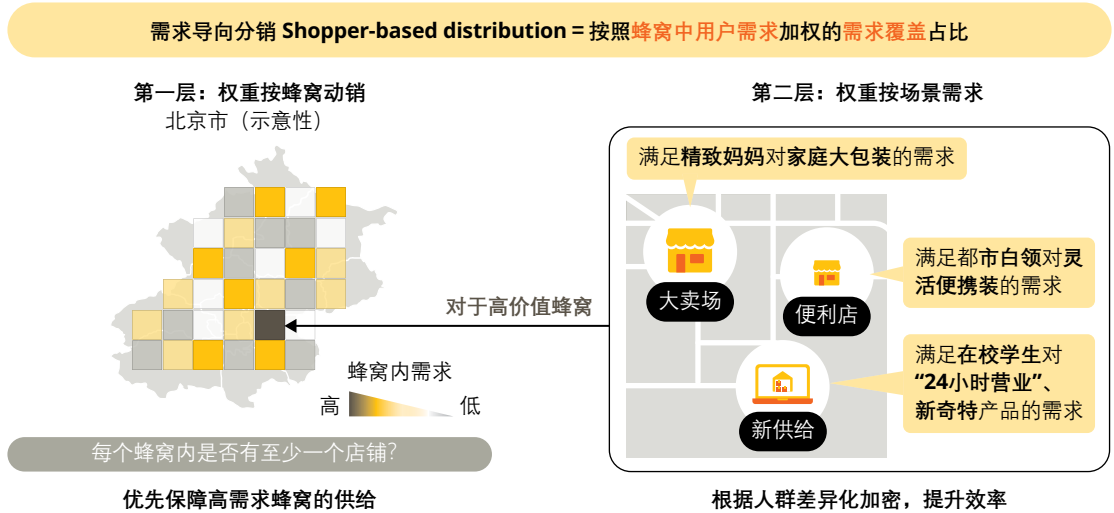 需求导向分销 Shopper-based distribution = 按照蜂窝中用户需求加权的需求覆盖占比
第一层：权重按蜂窝动销
北京市（示意性）
对于高价值蜂窝
蜂窝内需求
高
低
每个蜂窝内是否有至少一个店铺？
优先保障高需求蜂窝的供给
第二层：权重按场景需求
满足精致妈妈对家庭大包装的需求
大卖场
便利店
满足都市白领对灵
活便携装的需求
新供给
满足在校学生对
“24小时营业”、
新奇特产品的需求
根据人群差异化加密，提升效率